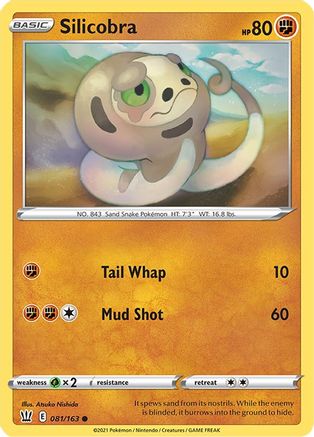 BASIC Silicobra HP 80
NO. 843 Sand Snake Pokémon HT: 7'3" WT: 16.8 lbs.
Tail Whap 10
Mud Shot 60
weakness ×2 resistance retreat
Illus. Atsuko Nishida
E 081/163
It spews sand from its nostrils. While the enemy
is blinded, it burrows into the ground to hide.
©2021 Pokémon / Nintendo / Creatures / GAME FREAK